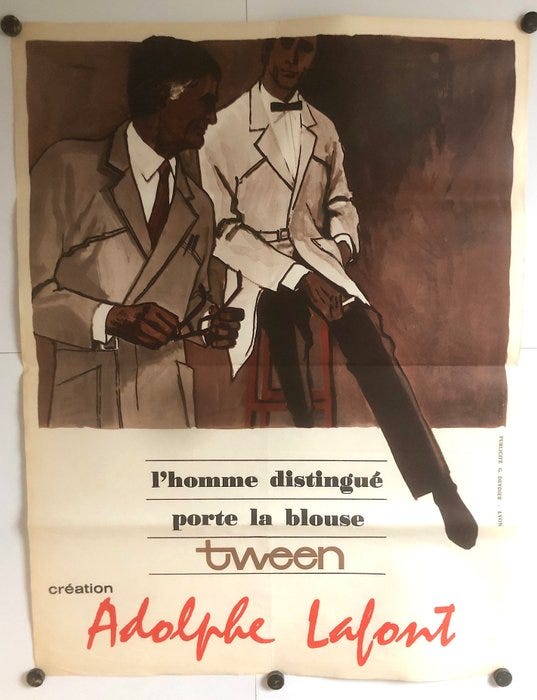 l'homme distingué
porte la blouse
tween
création
Adolphe Lafont